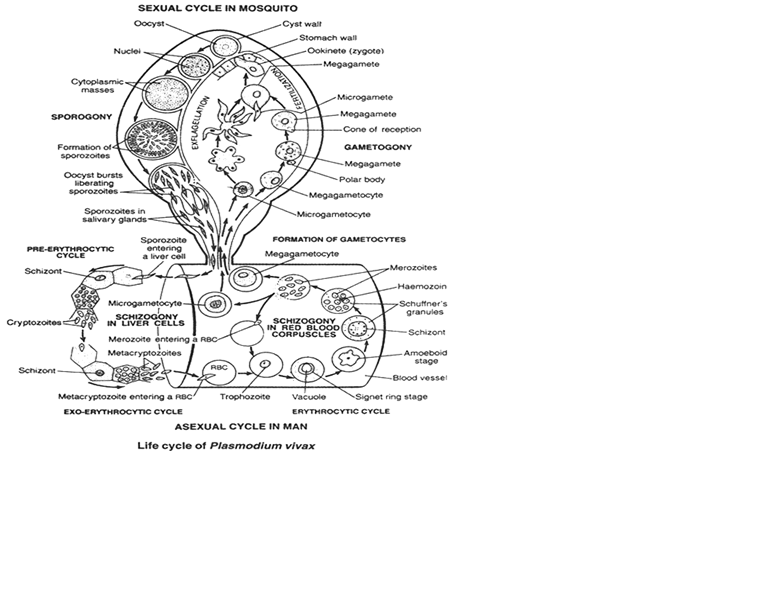 SEXUAL CYCLE IN MOSQUITO
Oocyst
Cyst wall
Stomach wall
Nuclei
Ookinete (zygote)
Megagamete
Cytoplasmic
masses
Microgamete
Megagamete
SPOROGONY
Cone of reception
EXFLAGELLATION
FERTILIZATION
GAMETOGONY
Formation of
sporozoites
Megagamete
Oocyst bursts
liberating
sporozoites
Polar body
Megagametocyte
Sporozoites in
salivary glands
Microgametocyte
PRE-ERYTHROCYTIC
CYCLE
Sporozoite
entering
a liver cell
FORMATION OF GAMETOCYTES
Megagametocyte
Schizont
Merozoites
Haemozoin
Microgametocyte
Schuffner's
granules
Cryptozoites
SCHIZOGONY
IN LIVER CELLS
SCHIZOGONY
IN RED BLOOD
CORPUSCLES
Schizont
Merozoite entering a RBC
Metacryptozoites
Amoeboid
stage
Schizont
RBC
Blood vessel
Metacryptozoite entering a RBC
Trophozoite
Vacuole
Signet ring stage
EXO-ERYTHROCYTIC CYCLE
ERYTHROCYTIC CYCLE
ASEXUAL CYCLE IN MAN
Life cycle of Plasmodium vivax